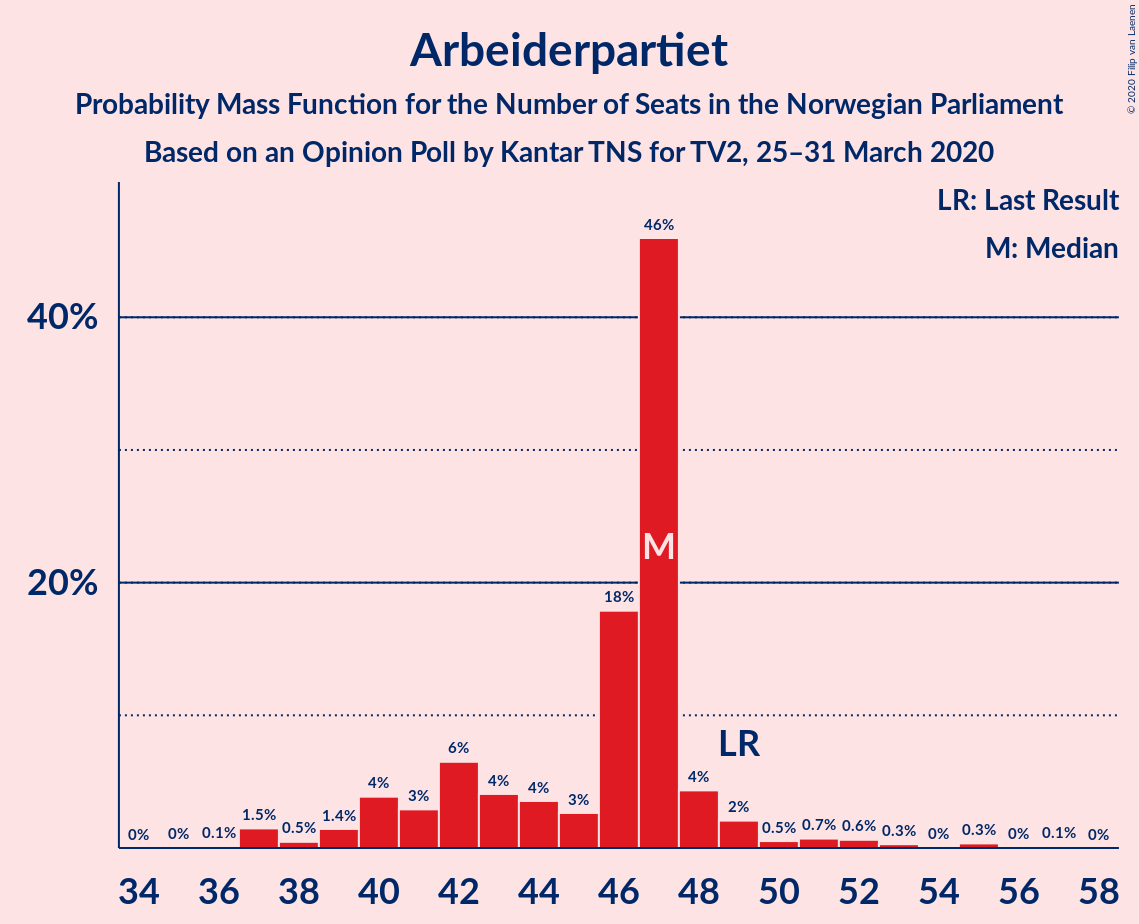 © 2020 Filip van Laenen
Arbeiderpartiet
Probability Mass Function for the Number of Seats in the Norwegian Parliament
Based on an Opinion Poll by Kantar TNS for TV2, 25–31 March 2020
LR: Last Result
M: Median
40%
20%
0% 0% 0.1% 1.5% 0.5% 1.4% 4% 3% 6% 4% 4% 3% 18% 46% 4% 2% 0.5% 0.7% 0.6% 0.3% 0% 0.3% 0% 0.1% 0%
M
LR
34 36 38 40 42 44 46 48 50 52 54 56 58